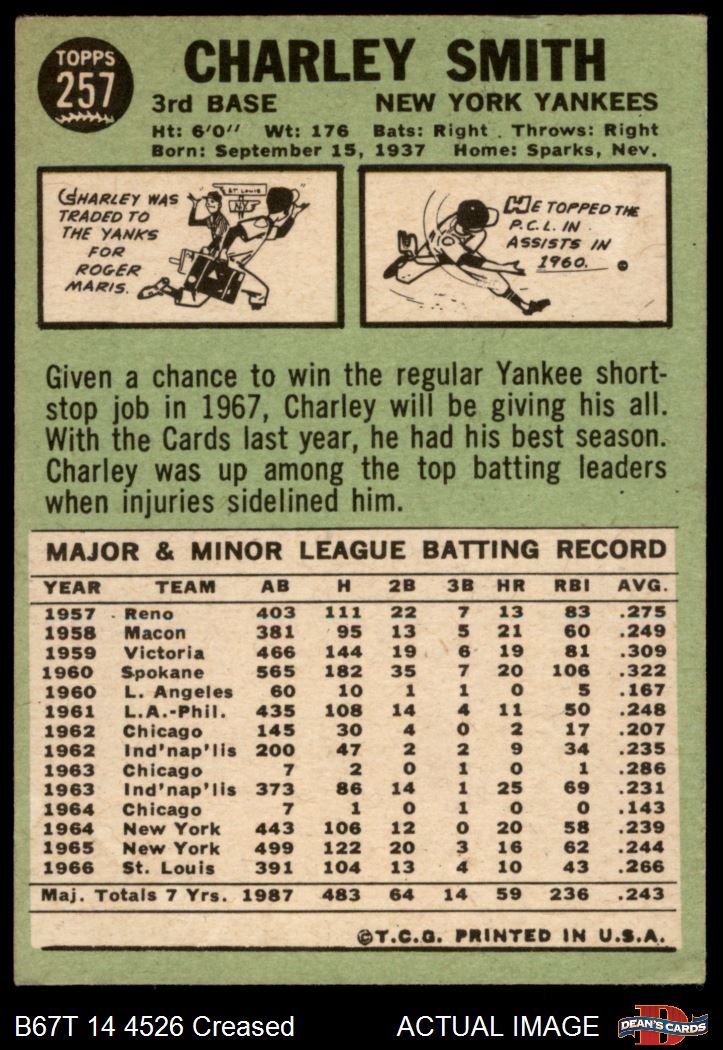 TOPPS
257
CHARLEY SMITH
3rd BASE NEW YORK YANKEES
Ht: 6'0" Wt: 176 Bats: Right Throws: Right
Born: September 15, 1937 Home: Sparks, Nev.
CHARLEY WAS
TRADED TO
THE YANKS
FOR
ROGER
MARIS.
ST. LOUIS
HE TOPPED THE
P.C.L. IN
ASSISTS IN
1960.
Given a chance to win the regular Yankee short-
stop job in 1967, Charley will be giving his all.
With the Cards last year, he had his best season.
Charley was up among the top batting leaders
when injuries sidelined him.
MAJOR & MINOR LEAGUE BATTING RECORD
YEAR TEAM AB H 2B 3B HR RBI AVG.
1957 Reno 403 111 22 7 13 83 .275
1958 Macon 381 95 13 5 21 60 .249
1959 Victoria 466 144 19 6 19 81 .309
1960 Spokane 565 182 35 7 20 106 .322
1960 L. Angeles 60 10 1 1 0 5 .167
1961 L.A.-Phil. 435 108 14 4 11 50 .248
1962 Chicago 145 30 4 0 2 17 .207
1962 Ind'nap'lis 200 47 2 2 9 34 .235
1963 Chicago 7 2 0 1 0 1 .286
1963 Ind'nap'lis 373 86 14 1 25 69 .231
1964 Chicago 7 1 0 1 0 0 .143
1964 New York 443 106 12 0 20 58 .239
1965 New York 499 122 20 3 16 62 .244
1966 St. Louis 391 104 13 4 10 43 .266
Maj. Totals 7 Yrs. 1987 483 64 14 59 236 .243
©T.C.G. PRINTED IN U.S.A.
B67T 14 4526 Creased ACTUAL IMAGE
D
DEAN'S CARDS